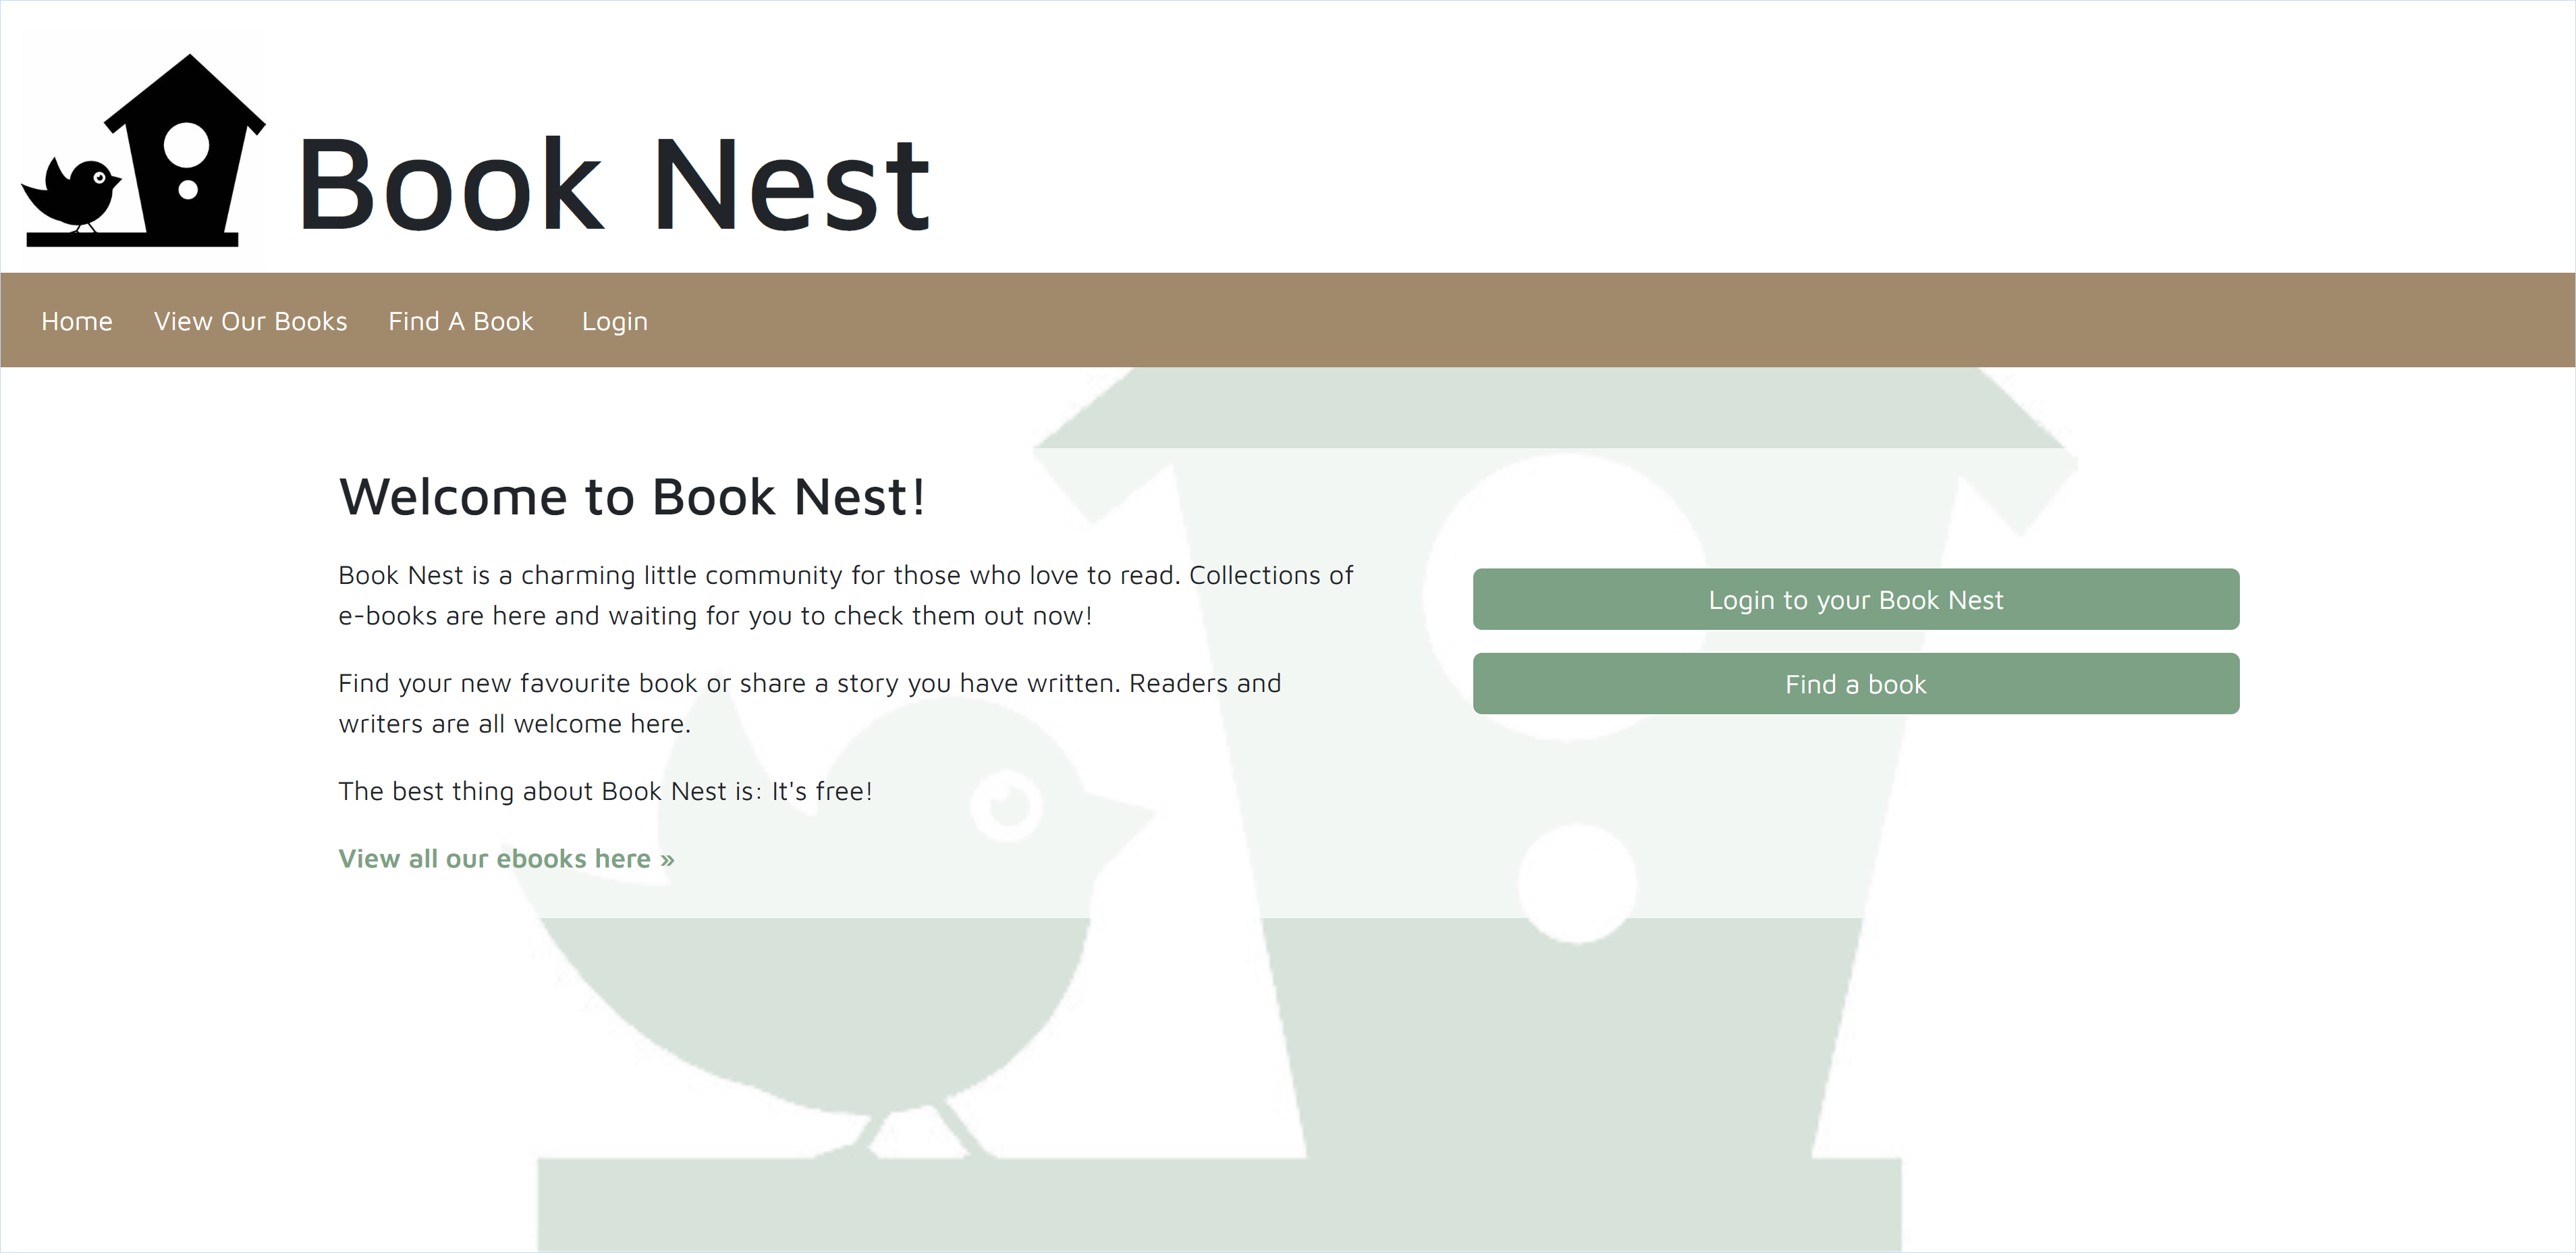 Book Nest
Home View Our Books Find A Book Login
Welcome to Book Nest!
Book Nest is a charming little community for those who love to read. Collections of
e-books are here and waiting for you to check them out now!
Find your new favourite book or share a story you have written. Readers and
writers are all welcome here.
The best thing about Book Nest is: It's free!
View all our ebooks here »
Login to your Book Nest
Find a book